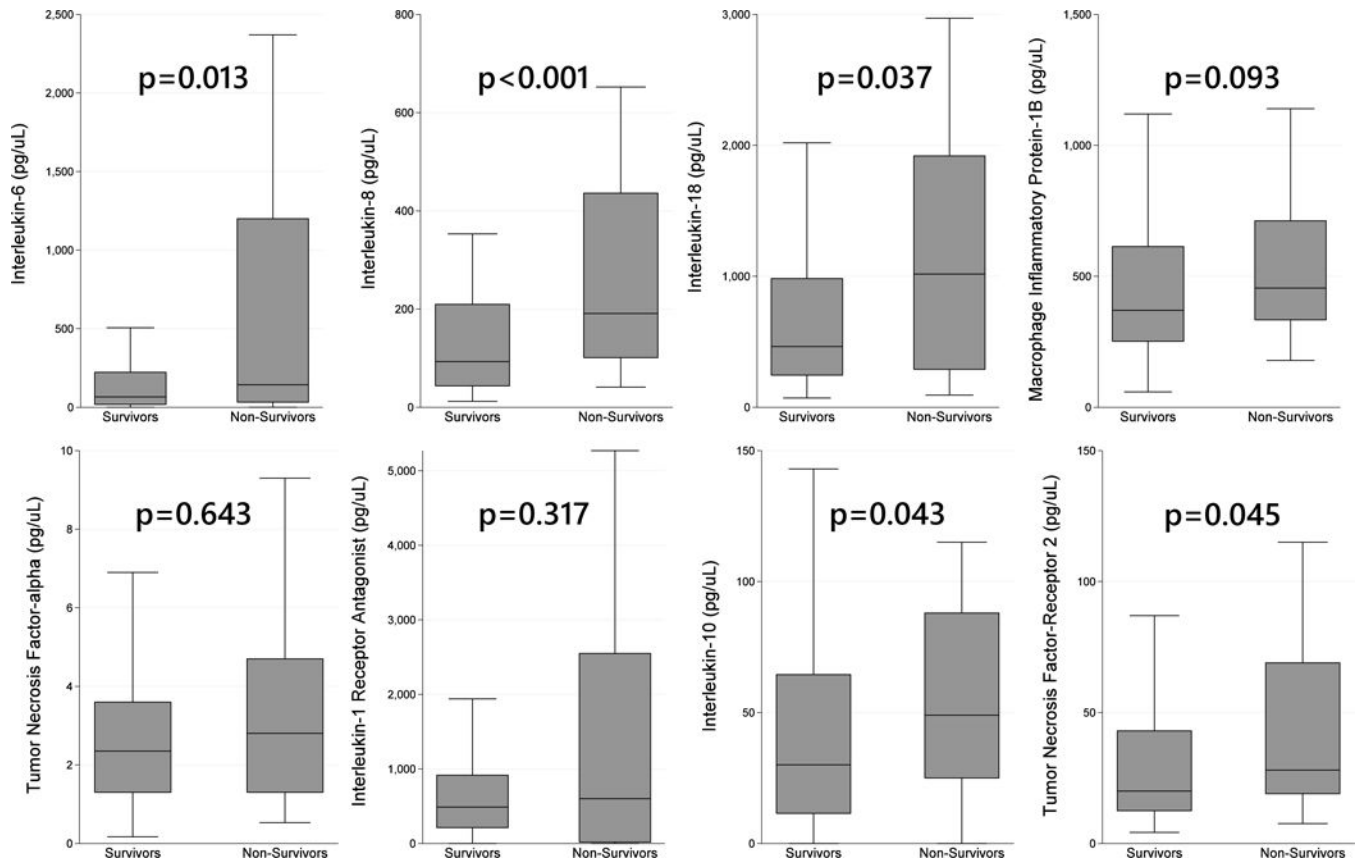 Interleukin-6 (pg/uL)
2,500
2,000
1,500
1,000
500
0
p=0.013
Survivors
Non-Survivors
Interleukin-8 (pg/uL)
800
600
400
200
0
p<0.001
Survivors
Non-Survivors
Interleukin-18 (pg/uL)
3,000
2,000
1,000
0
p=0.037
Survivors
Non-Survivors
Macrophage Inflammatory Protein-1B (pg/uL)
1,500
1,000
500
0
p=0.093
Survivors
Non-Survivors
Tumor Necrosis Factor-alpha (pg/uL)
10
8
6
4
2
0
p=0.643
Survivors
Non-Survivors
Interleukin-1 Receptor Antagonist (pg/uL)
5,000
4,000
3,000
2,000
1,000
0
p=0.317
Survivors
Non-Survivors
Interleukin-10 (pg/uL)
150
100
50
0
p=0.043
Survivors
Non-Survivors
Tumor Necrosis Factor-Receptor 2 (pg/uL)
150
100
50
0
p=0.045
Survivors
Non-Survivors